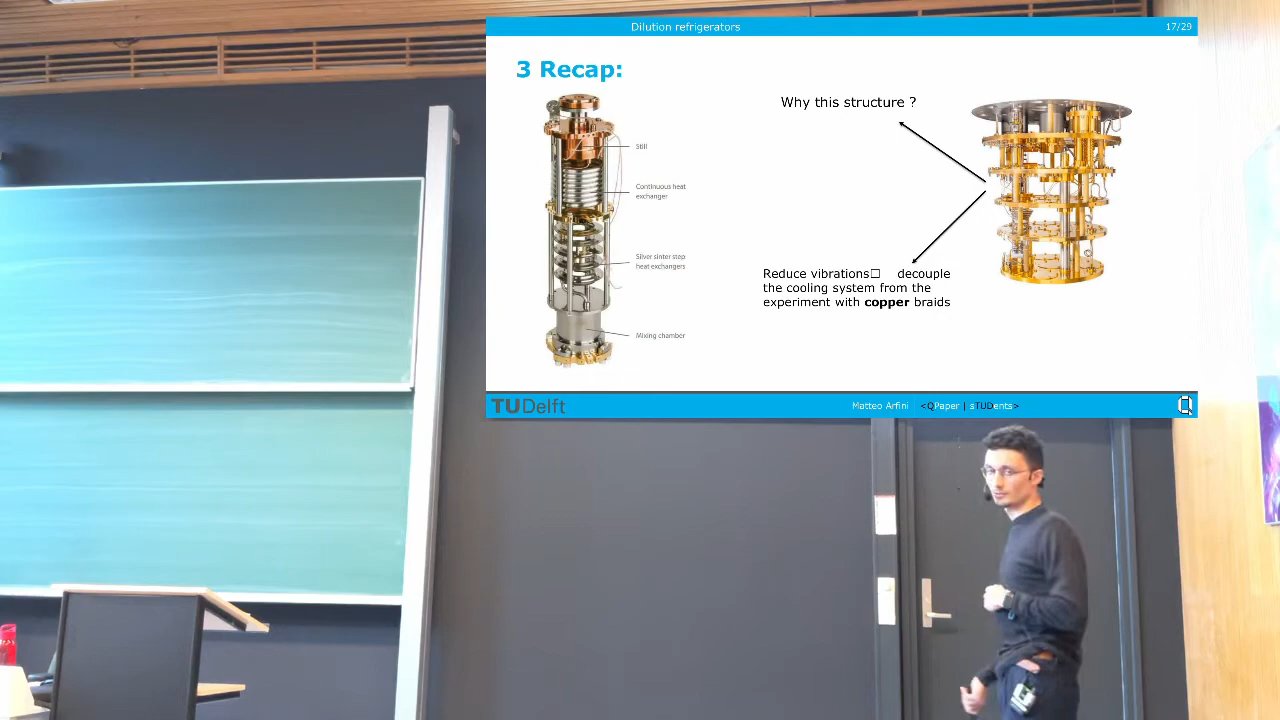 Dilution refrigerators
17/29
3 Recap:
Still
Continuous heat
exchanger
Silver sinter step
heat exchangers
Mixing chamber
Why this structure ?
Reduce vibrations□ decouple
the cooling system from the
experiment with copper braids
TUDelft
Matteo Arfini
<QPaper | sTUDents>